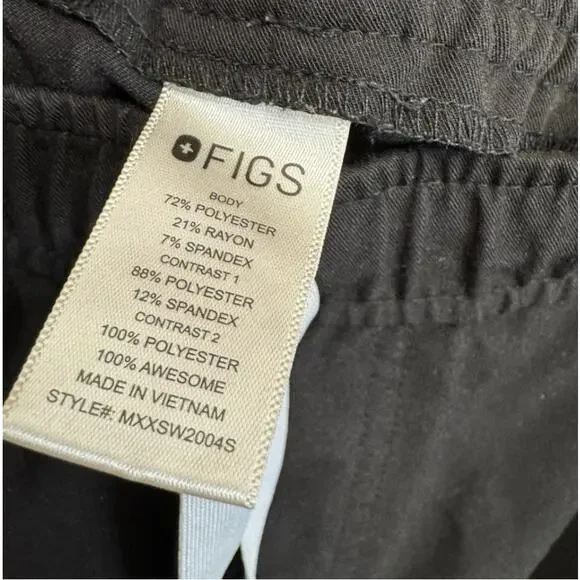 FIGS
BODY
72% POLYESTER
21% RAYON
7% SPANDEX
CONTRAST 1
88% POLYESTER
12% SPANDEX
CONTRAST 2
100% POLYESTER
100% AWESOME
MADE IN VIETNAM
STYLE#: MXXSW2004S